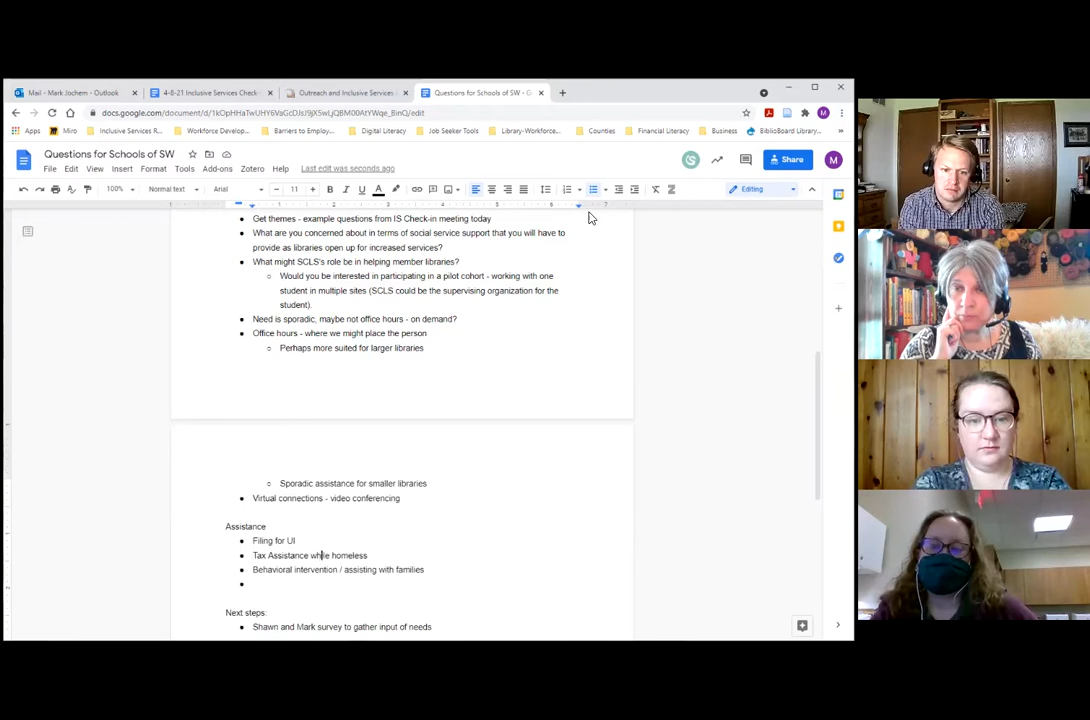 Mail - Mark Jochem - Outlook
4-8-21 Inclusive Services Check-
Outreach and Inclusive Services
Questions for Schools of SW - G
docs.google.com/document/d/
/edit
Apps
Miro
Inclusive Services R...
Workforce Develop...
Barriers to Employ...
Digital Literacy
Job Seeker Tools
Library-Workforce...
Counties
Financial Literacy
Business
BiblioBoard Library...
»
Questions for Schools of SW
File Edit View Insert Format Tools Add-ons Zotero Help Last edit was seconds ago
Share
M
100% Normal text Arial 11 B I U A
Editing
1 1 2 3 4 5 6 7
● Get themes - example questions from IS Check-in meeting today
● What are you concerned about in terms of social service support that you will have to
provide as libraries open up for increased services?
● What might SCLS's role be in helping member libraries?
○ Would you be interested in participating in a pilot cohort - working with one
student in multiple sites (SCLS could be the supervising organization for the
student).
● Need is sporadic, maybe not office hours - on demand?
● Office hours - where we might place the person
○ Perhaps more suited for larger libraries
○ Sporadic assistance for smaller libraries
● Virtual connections - video conferencing
Assistance
● Filing for UI
● Tax Assistance while homeless
● Behavioral intervention / assisting with families
●
Next steps:
● Shawn and Mark survey to gather input of needs